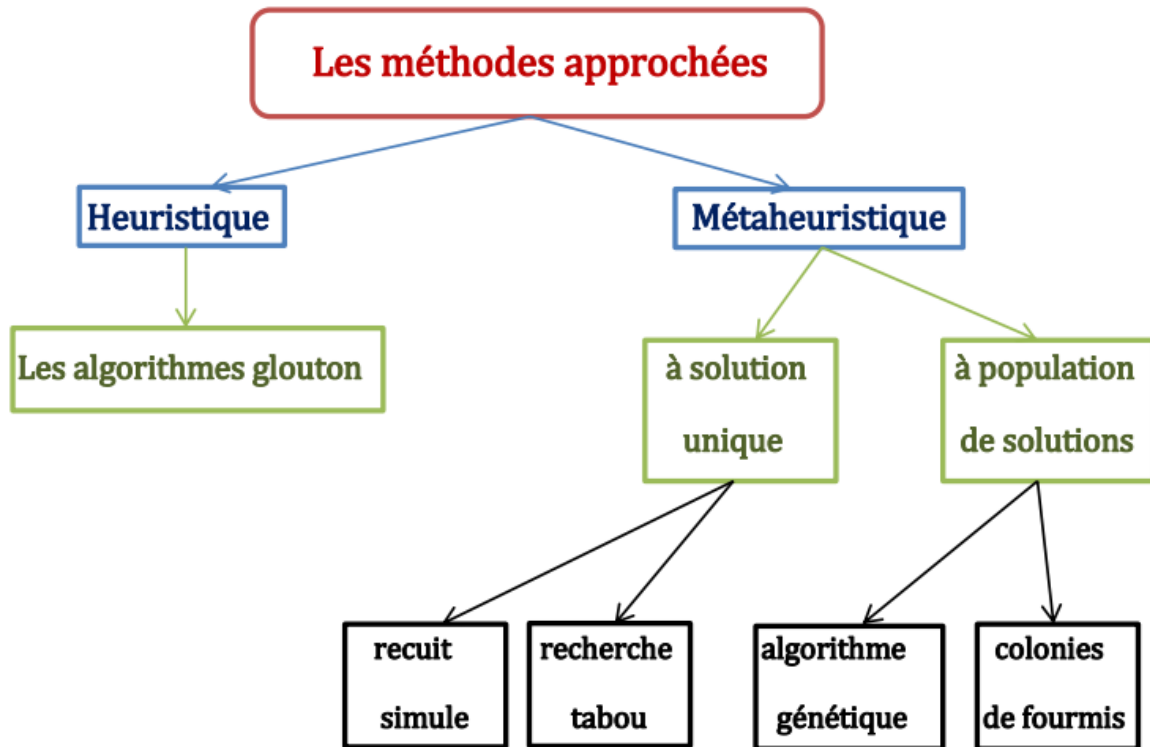 Les méthodes approchées
Heuristique
Métaheuristique
Les algorithmes glouton
à solution
unique
à population
de solutions
recuit
simule
recherche
tabou
algorithme
génétique
colonies
de fourmis